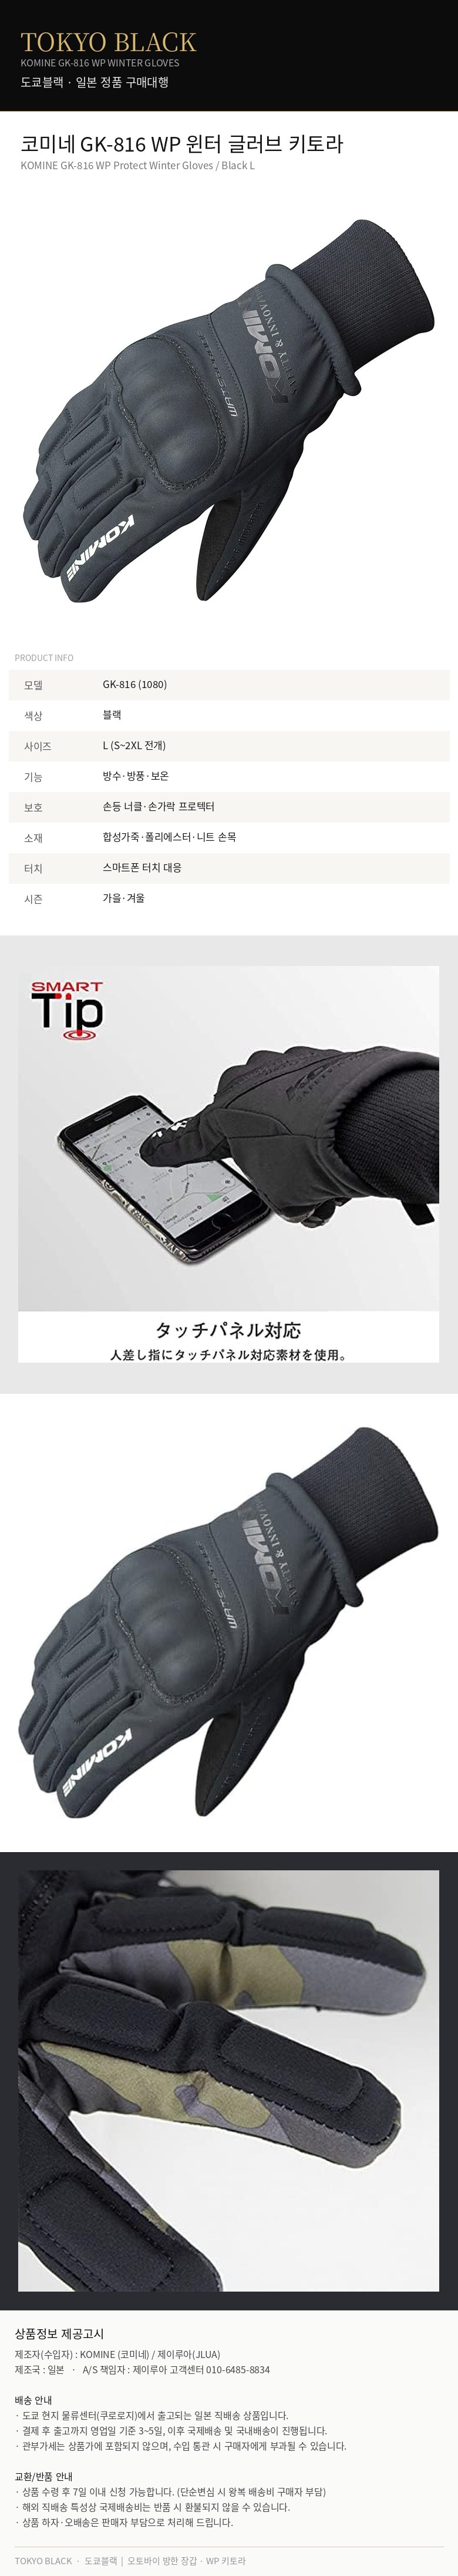 TOKYO BLACK
KOMINE GK-816 WP WINTER GLOVES
도쿄블랙 · 일본 정품 구매대행
코미네 GK-816 WP 윈터 글러브 키토라
KOMINE GK-816 WP Protect Winter Gloves / Black L
KOMINE
KOMINE
PRODUCT INFO
모델 GK-816 (1080)
색상 블랙
사이즈 L (S~2XL 전개)
기능 방수·방풍·보온
보호 손등 너클·손가락 프로텍터
소재 합성가죽·폴리에스터·니트 손목
터치 스마트폰 터치 대응
시즌 가을·겨울
SMART
Tip
タッチパネル対応
人差し指にタッチパネル対応素材を使用。
KOMINE
KOMINE
상품정보 제공고시
제조자(수입자) : KOMINE (코미네) / 제이루아(JLUA)
제조국 : 일본 · A/S 책임자 : 제이루아 고객센터 010-6485-8834
배송 안내
· 도쿄 현지 물류센터(쿠로로지)에서 출고되는 일본 직배송 상품입니다.
· 결제 후 출고까지 영업일 기준 3~5일, 이후 국제배송 및 국내배송이 진행됩니다.
· 관부가세는 상품가에 포함되지 않으며, 수입 통관 시 구매자에게 부과될 수 있습니다.
교환/반품 안내
· 상품 수령 후 7일 이내 신청 가능합니다. (단순변심 시 왕복 배송비 구매자 부담)
· 해외 직배송 특성상 국제배송비는 반품 시 환불되지 않을 수 있습니다.
· 상품 하자·오배송은 판매자 부담으로 처리해 드립니다.
TOKYO BLACK · 도쿄블랙 | 오토바이 방한 장갑 · WP 키토라